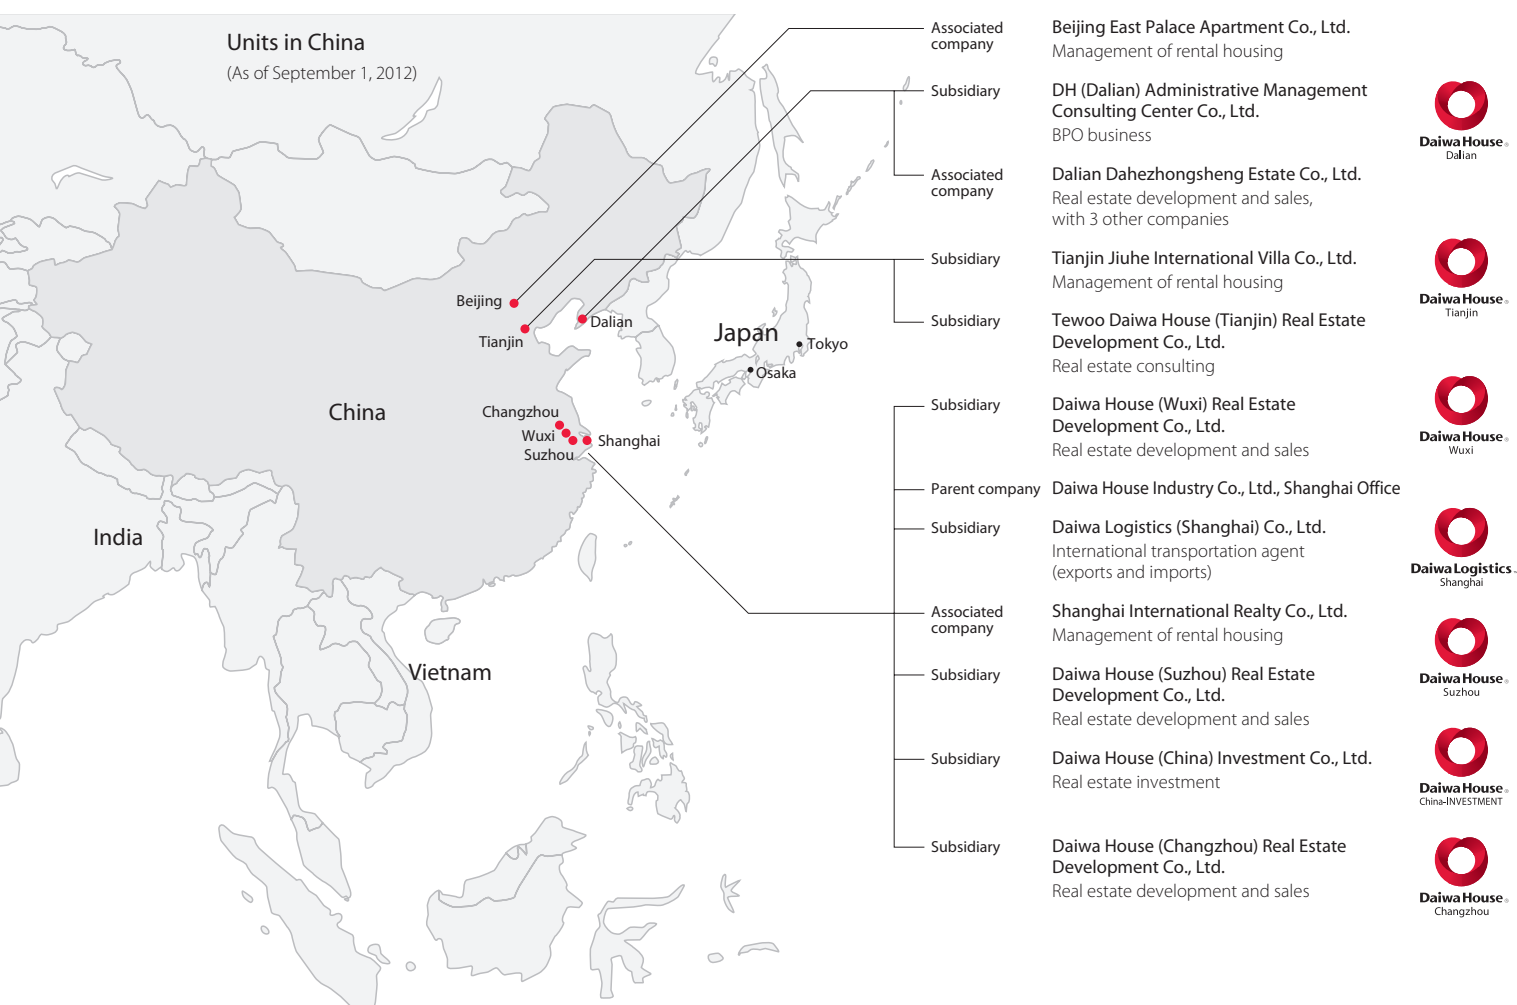 Units in China
(As of September 1, 2012)
Beijing
Tianjin
Dalian
Japan
Tokyo
Osaka
China
Changzhou
Wuxi
Suzhou
Shanghai
India
Vietnam
Associated
company
Beijing East Palace Apartment Co., Ltd.
Management of rental housing
Subsidiary
DH (Dalian) Administrative Management
Consulting Center Co., Ltd.
BPO business
Associated
company
Dalian Dahezhongsheng Estate Co., Ltd.
Real estate development and sales,
with 3 other companies
Subsidiary
Tianjin Jiuhe International Villa Co., Ltd.
Management of rental housing
Subsidiary
Tewoo Daiwa House (Tianjin) Real Estate
Development Co., Ltd.
Real estate consulting
Subsidiary
Daiwa House (Wuxi) Real Estate
Development Co., Ltd.
Real estate development and sales
Parent company
Daiwa House Industry Co., Ltd., Shanghai Office
Subsidiary
Daiwa Logistics (Shanghai) Co., Ltd.
International transportation agent
(exports and imports)
Associated
company
Shanghai International Realty Co., Ltd.
Management of rental housing
Subsidiary
Daiwa House (Suzhou) Real Estate
Development Co., Ltd.
Real estate development and sales
Subsidiary
Daiwa House (China) Investment Co., Ltd.
Real estate investment
Subsidiary
Daiwa House (Changzhou) Real Estate
Development Co., Ltd.
Real estate development and sales
Daiwa House®
Dalian
Daiwa House®
Tianjin
Daiwa House®
Wuxi
Daiwa Logistics™
Shanghai
Daiwa House®
Suzhou
Daiwa House®
China-INVESTMENT
Daiwa House®
Changzhou